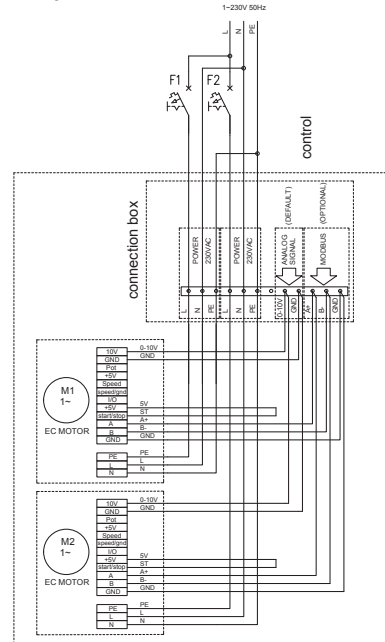 1~230V 50Hz
L
N
PE
F1
F2
control
connection box
POWER
230VAC
POWER
230VAC
ANALOG
SIGNAL
(DEFAULT)
MODBUS
(OPTIONAL)
L
N
PE
L
N
PE
0-10V
GND
A+
B-
GND
M1
1~
EC MOTOR
10V
GND
Pot
+5V
Speed
speed/gnd
I/O
+5V
start/stop
A
B
GND
PE
L
N
0-10V
GND
5V
ST
A+
B-
GND
PE
L
N
M2
1~
EC MOTOR
10V
GND
Pot
+5V
Speed
speed/gnd
I/O
+5V
start/stop
A
B
GND
PE
L
N
0-10V
GND
5V
ST
A+
B-
GND
PE
L
N